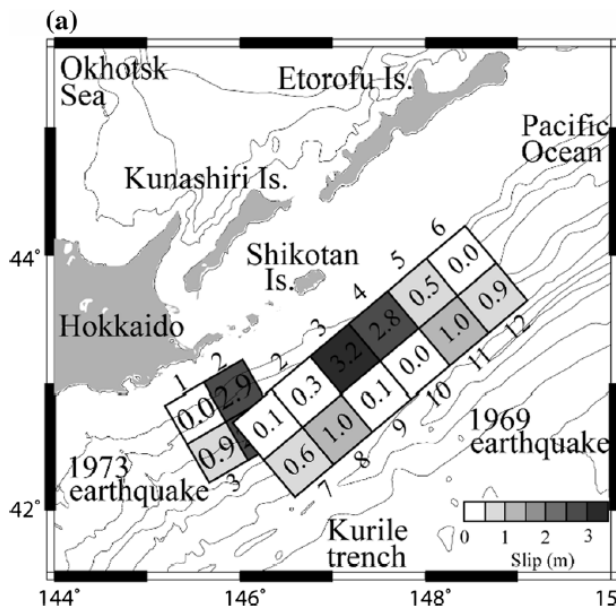 (a)
Okhotsk
Sea
Etorofu Is.
Pacific
Ocean
Kunashiri Is.
44°
Shikotan
Is.
Hokkaido
1 2
2 3 4 5 6
0.0 2.9
0.9
3
0.1 0.3 3.2 2.8 0.5 0.0
0.6 1.0 0.1 0.0 1.0 0.9
7 8 9 10 11 12
1973
earthquake
1969
earthquake
42°
Kurile
trench
0 1 2 3
Slip (m)
144° 146° 148° 15